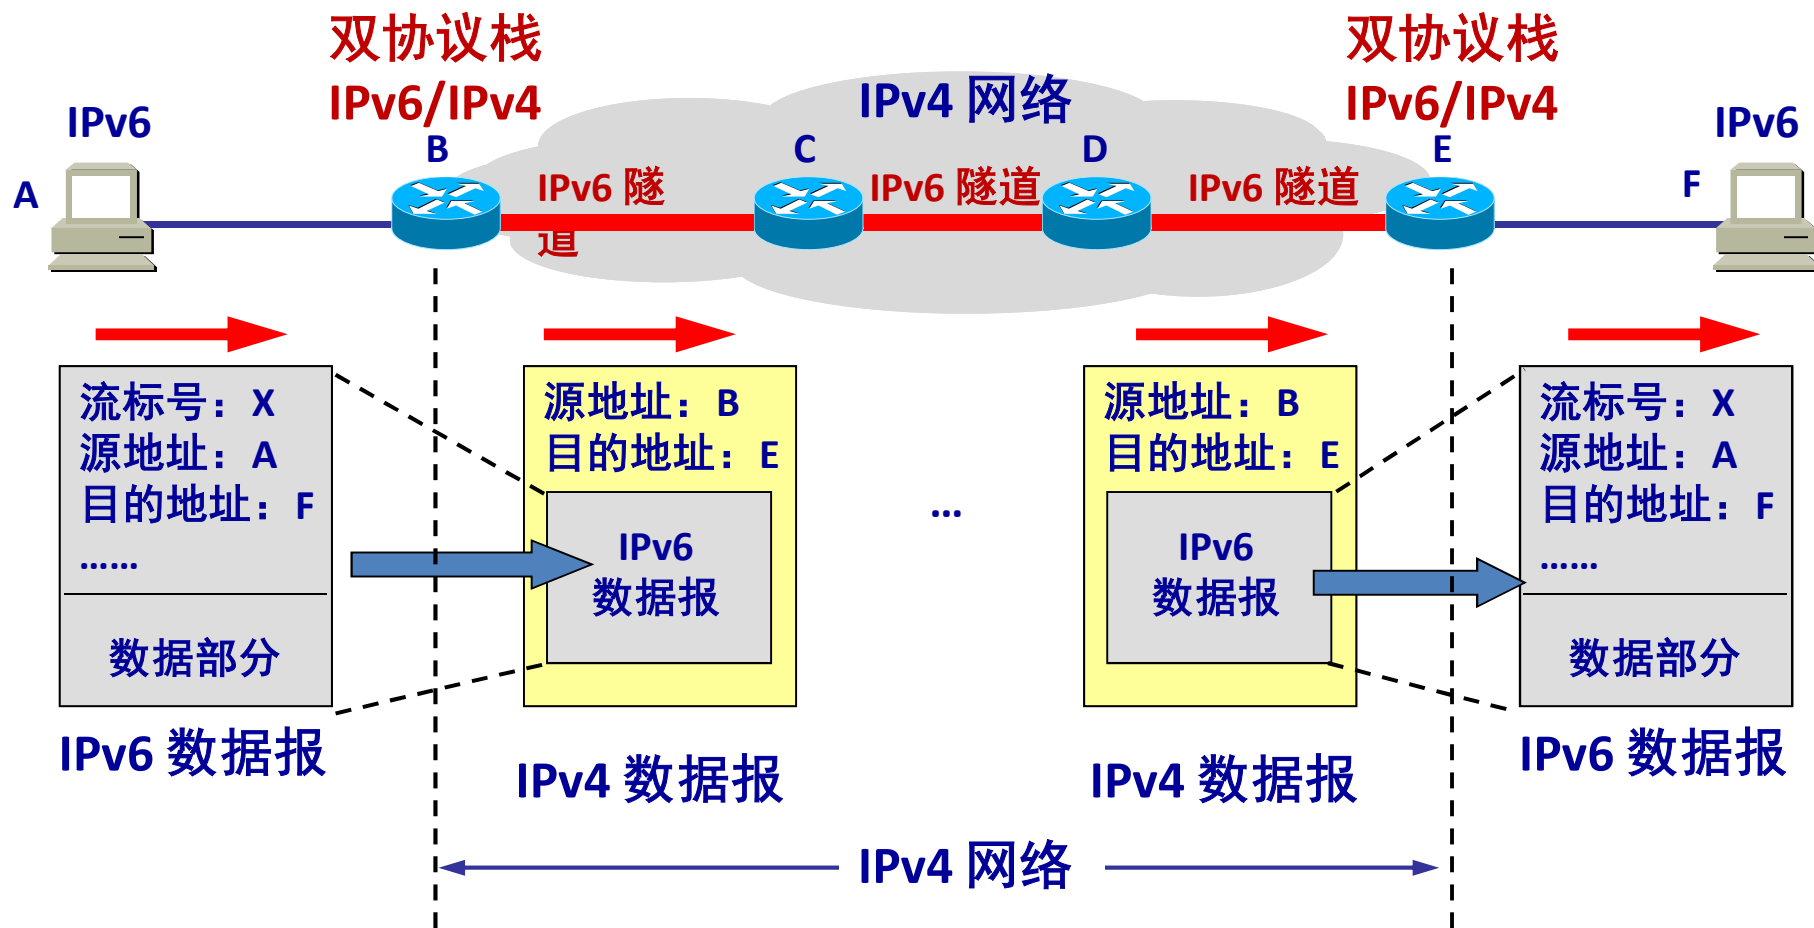 双协议栈
IPv6/IPv4
双协议栈
IPv6/IPv4
IPv4 网络
IPv6
IPv6
B
C
D
E
A
F
IPv6 隧
道
IPv6 隧道
IPv6 隧道
流标号：X
源地址：A
目的地址：F
……
数据部分
IPv6 数据报
源地址：B
目的地址：E
IPv6
数据报
IPv4 数据报
...
源地址：B
目的地址：E
IPv6
数据报
IPv4 数据报
流标号：X
源地址：A
目的地址：F
……
数据部分
IPv6 数据报
IPv4 网络